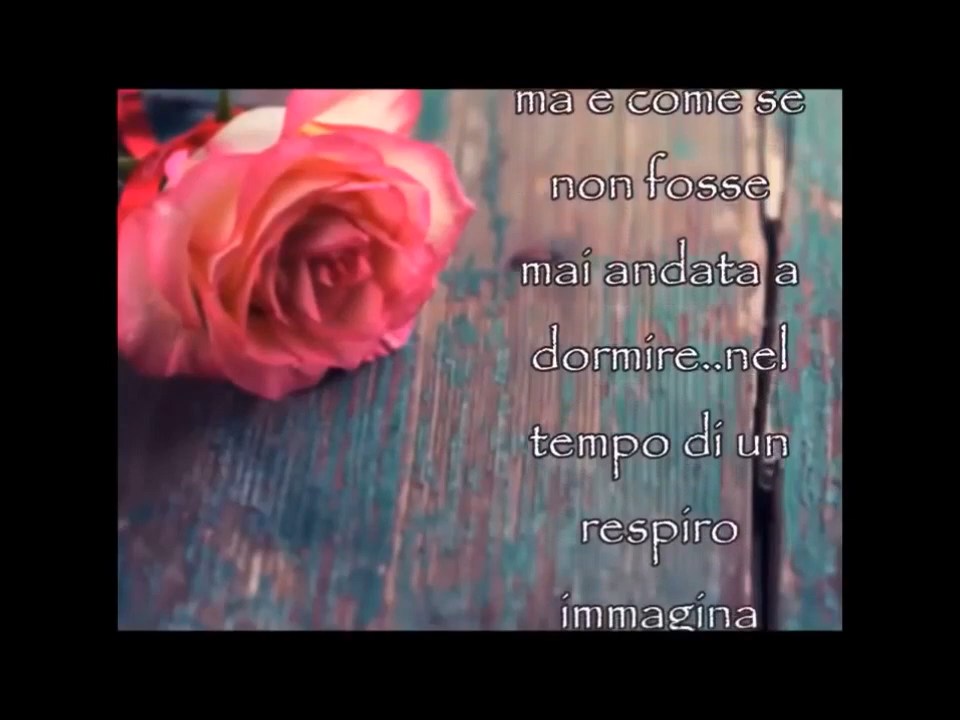 ma e come se
non fosse
mai andata a
dormire..nel
tempo di un
respiro
immagina